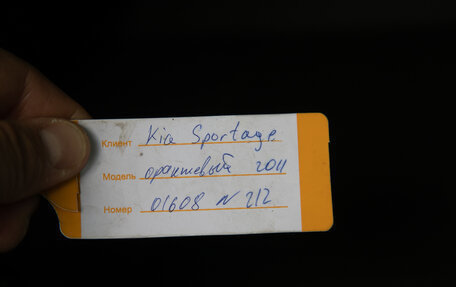 Клиент Kia Sportage
Модель оранжевый 2011
Номер 01608 N 212